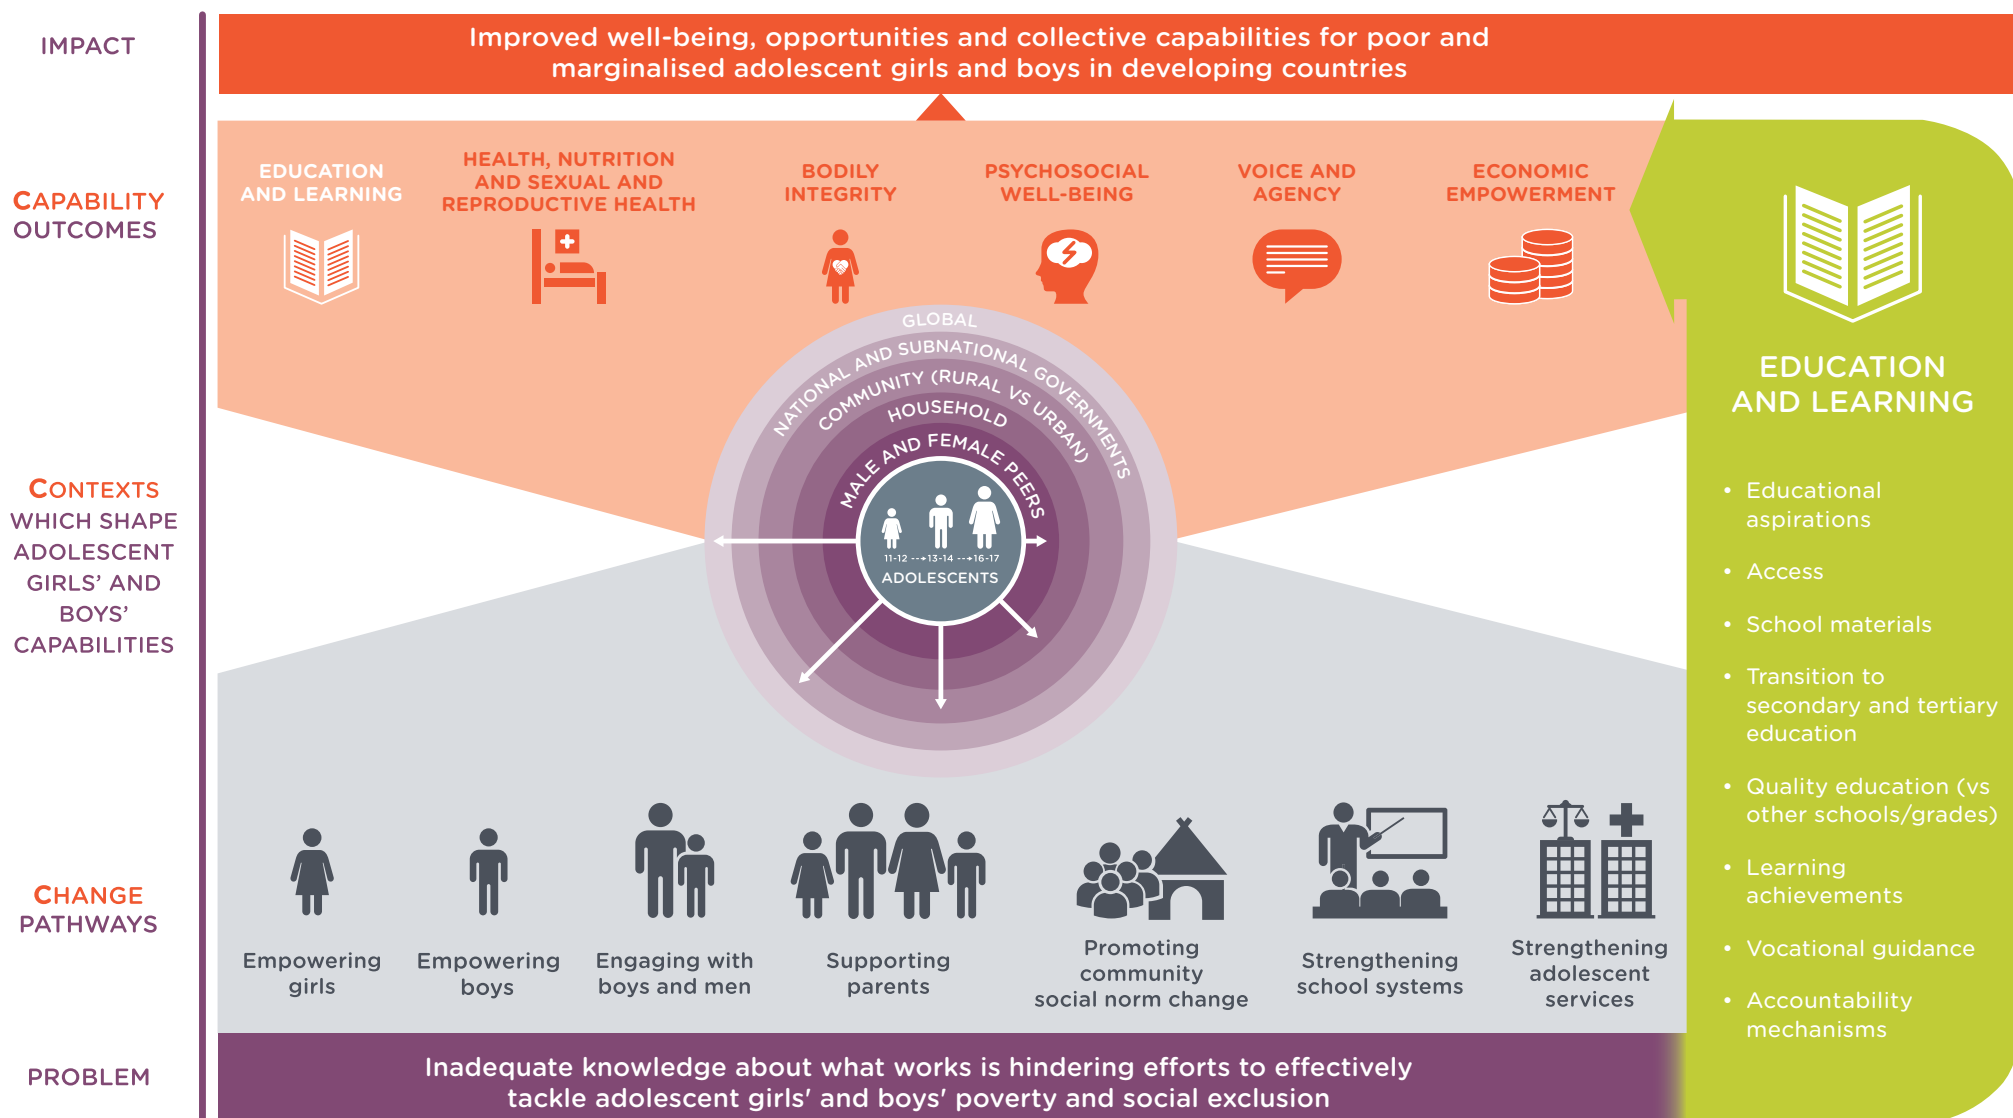 IMPACT
Improved well-being, opportunities and collective capabilities for poor and
marginalised adolescent girls and boys in developing countries
CAPABILITY
OUTCOMES
EDUCATION
AND LEARNING
HEALTH, NUTRITION
AND SEXUAL AND
REPRODUCTIVE HEALTH
BODILY
INTEGRITY
PSYCHOSOCIAL
WELL-BEING
VOICE AND
AGENCY
ECONOMIC
EMPOWERMENT
CONTEXTS
WHICH SHAPE
ADOLESCENT
GIRLS’ AND
BOYS’
CAPABILITIES
GLOBAL
NATIONAL AND SUBNATIONAL GOVERNMENTS
COMMUNITY (RURAL VS URBAN)
HOUSEHOLD
MALE AND FEMALE PEERS
11-12 --→13-14 --→16-17
ADOLESCENTS
CHANGE
PATHWAYS
Empowering
girls
Empowering
boys
Engaging with
boys and men
Supporting
parents
Promoting
community
social norm change
Strengthening
school systems
Strengthening
adolescent
services
PROBLEM
Inadequate knowledge about what works is hindering efforts to effectively
tackle adolescent girls' and boys' poverty and social exclusion
EDUCATION
AND LEARNING
• Educational
aspirations
• Access
• School materials
• Transition to
secondary and tertiary
education
• Quality education (vs
other schools/grades)
• Learning
achievements
• Vocational guidance
• Accountability
mechanisms